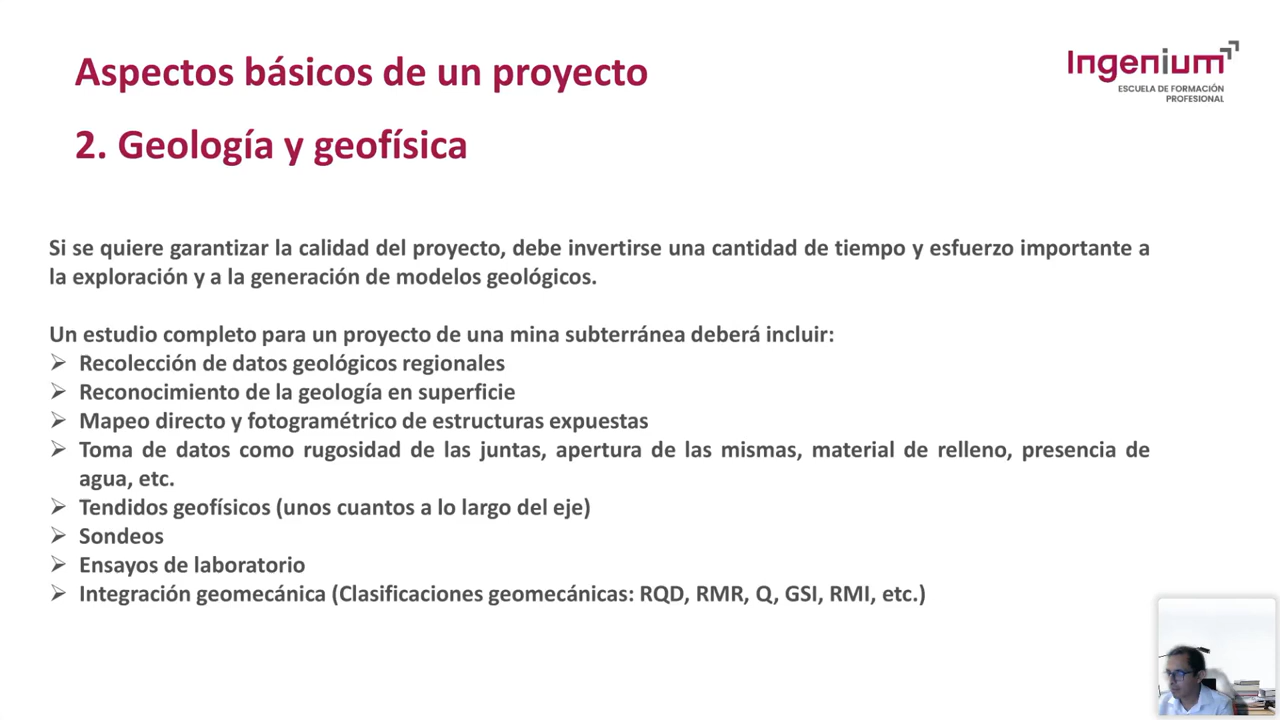 Aspectos básicos de un proyecto
Ingenium
ESCUELA DE FORMACIÓN
PROFESIONAL
2. Geología y geofísica
Si se quiere garantizar la calidad del proyecto, debe invertirse una cantidad de tiempo y esfuerzo importante a
la exploración y a la generación de modelos geológicos.
Un estudio completo para un proyecto de una mina subterránea deberá incluir:
Recolección de datos geológicos regionales
Reconocimiento de la geología en superficie
Mapeo directo y fotogramétrico de estructuras expuestas
Toma de datos como rugosidad de las juntas, apertura de las mismas, material de relleno, presencia de
agua, etc.
Tendidos geofísicos (unos cuantos a lo largo del eje)
Sondeos
Ensayos de laboratorio
Integración geomecánica (Clasificaciones geomecánicas: RQD, RMR, Q, GSI, RMI, etc.)